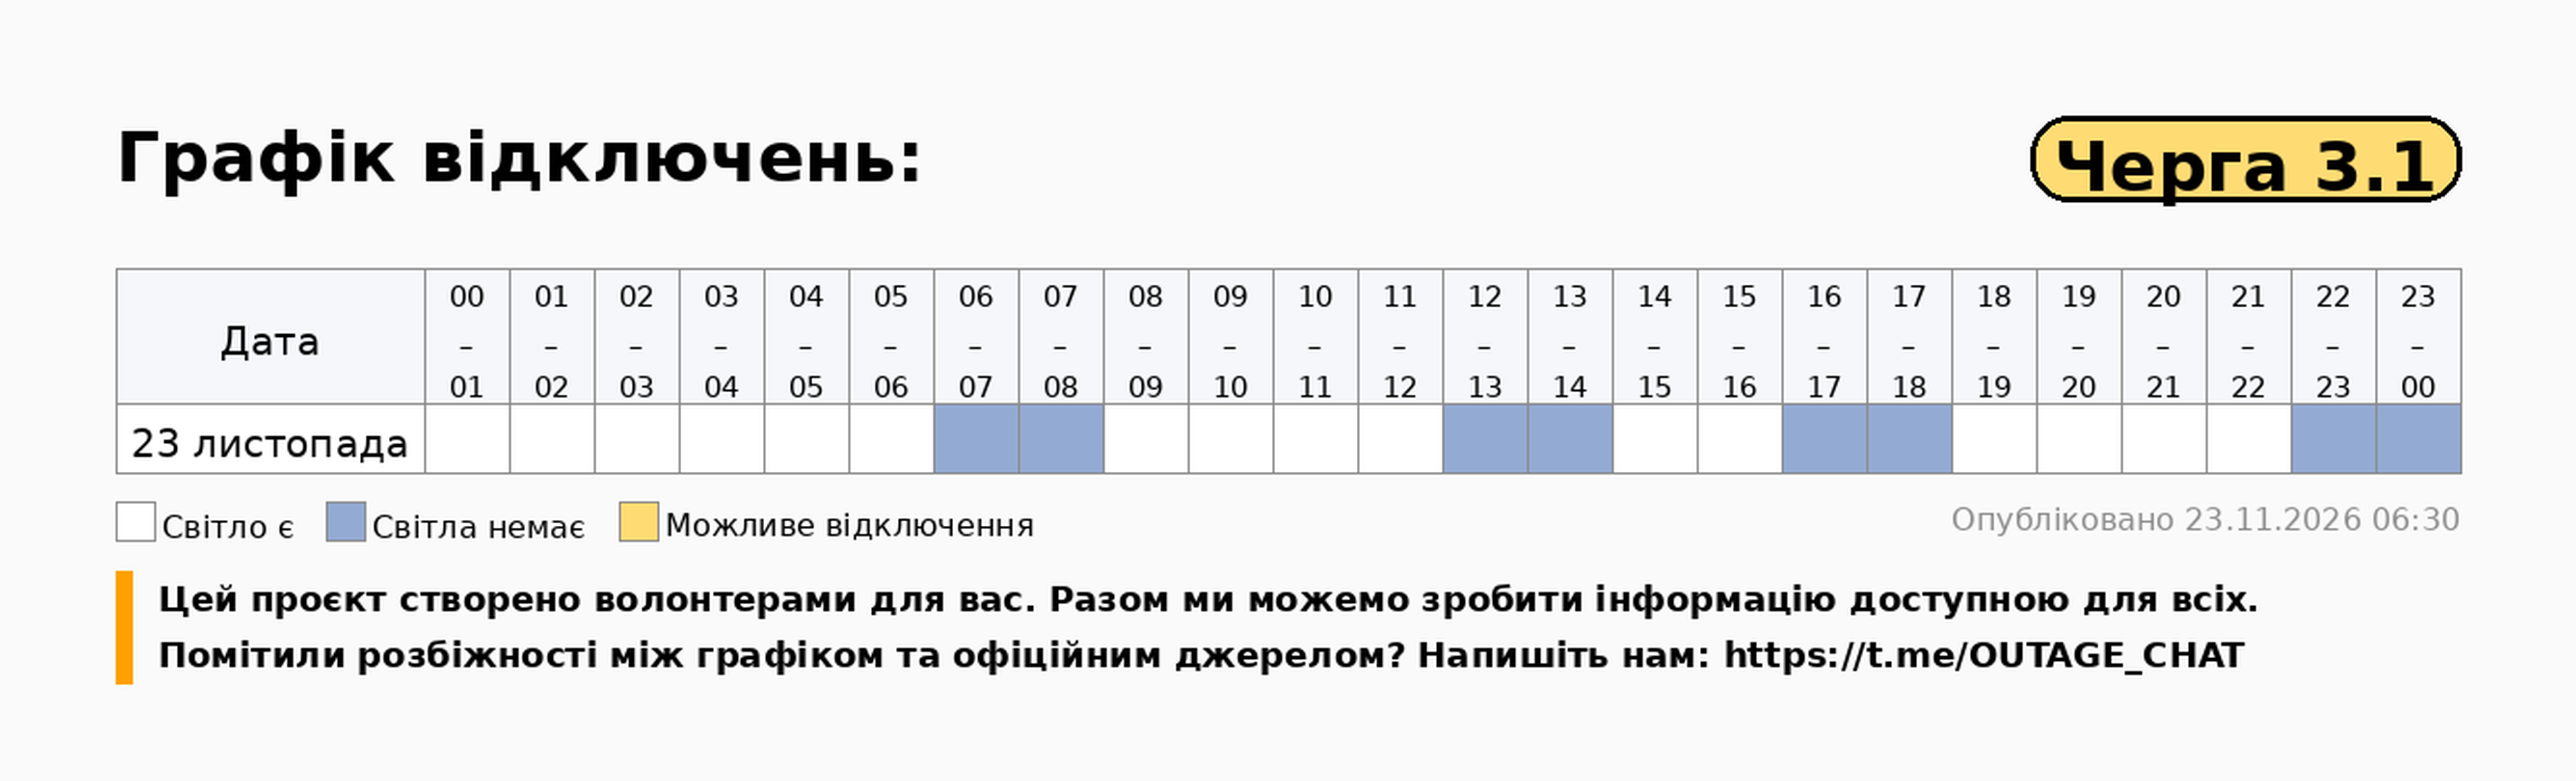 Графік відключень:
Черга 3.1
Дата
00 – 01
01 – 02
02 – 03
03 – 04
04 – 05
05 – 06
06 – 07
07 – 08
08 – 09
09 – 10
10 – 11
11 – 12
12 – 13
13 – 14
14 – 15
15 – 16
16 – 17
17 – 18
18 – 19
19 – 20
20 – 21
21 – 22
22 – 23
23 – 00
23 листопада
Світло є
Світла немає
Можливе відключення
Опубліковано 23.11.2026 06:30
Цей проєкт створено волонтерами для вас. Разом ми можемо зробити інформацію доступною для всіх.
Помітили розбіжності між графіком та офіційним джерелом? Напишіть нам: https://t.me/OUTAGE_CHAT